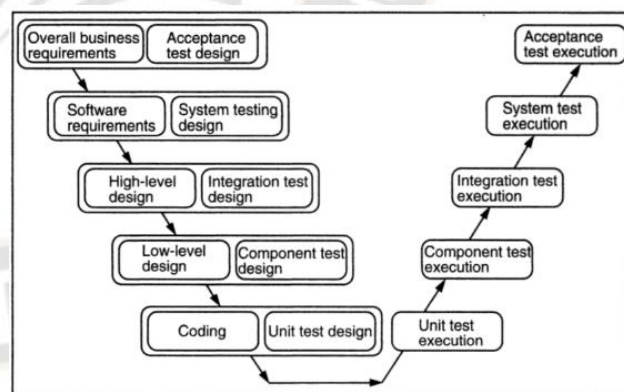 Overall business
requirements
Acceptance
test design
Acceptance
test execution
Software
requirements
System testing
design
System test
execution
High-level
design
Integration test
design
Integration test
execution
Low-level
design
Component test
design
Component test
execution
Coding
Unit test design
Unit test
execution